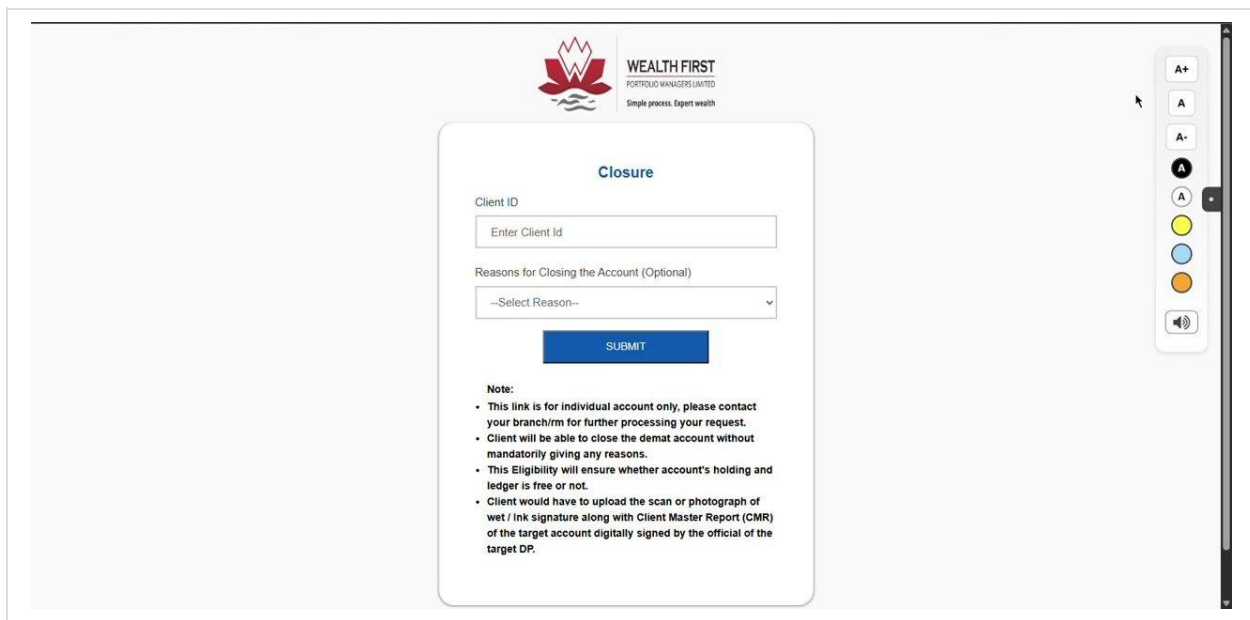 WEALTH FIRST
PORTFOLIO MANAGERS LIMITED
Simple process. Expert wealth
A+
A
A-
A
A
Closure
Client ID
Enter Client Id
Reasons for Closing the Account (Optional)
--Select Reason--
SUBMIT
Note:
• This link is for individual account only, please contact
your branch/rm for further processing your request.
• Client will be able to close the demat account without
mandatorily giving any reasons.
• This Eligibility will ensure whether account's holding and
ledger is free or not.
• Client would have to upload the scan or photograph of
wet / Ink signature along with Client Master Report (CMR)
of the target account digitally signed by the official of the
target DP.